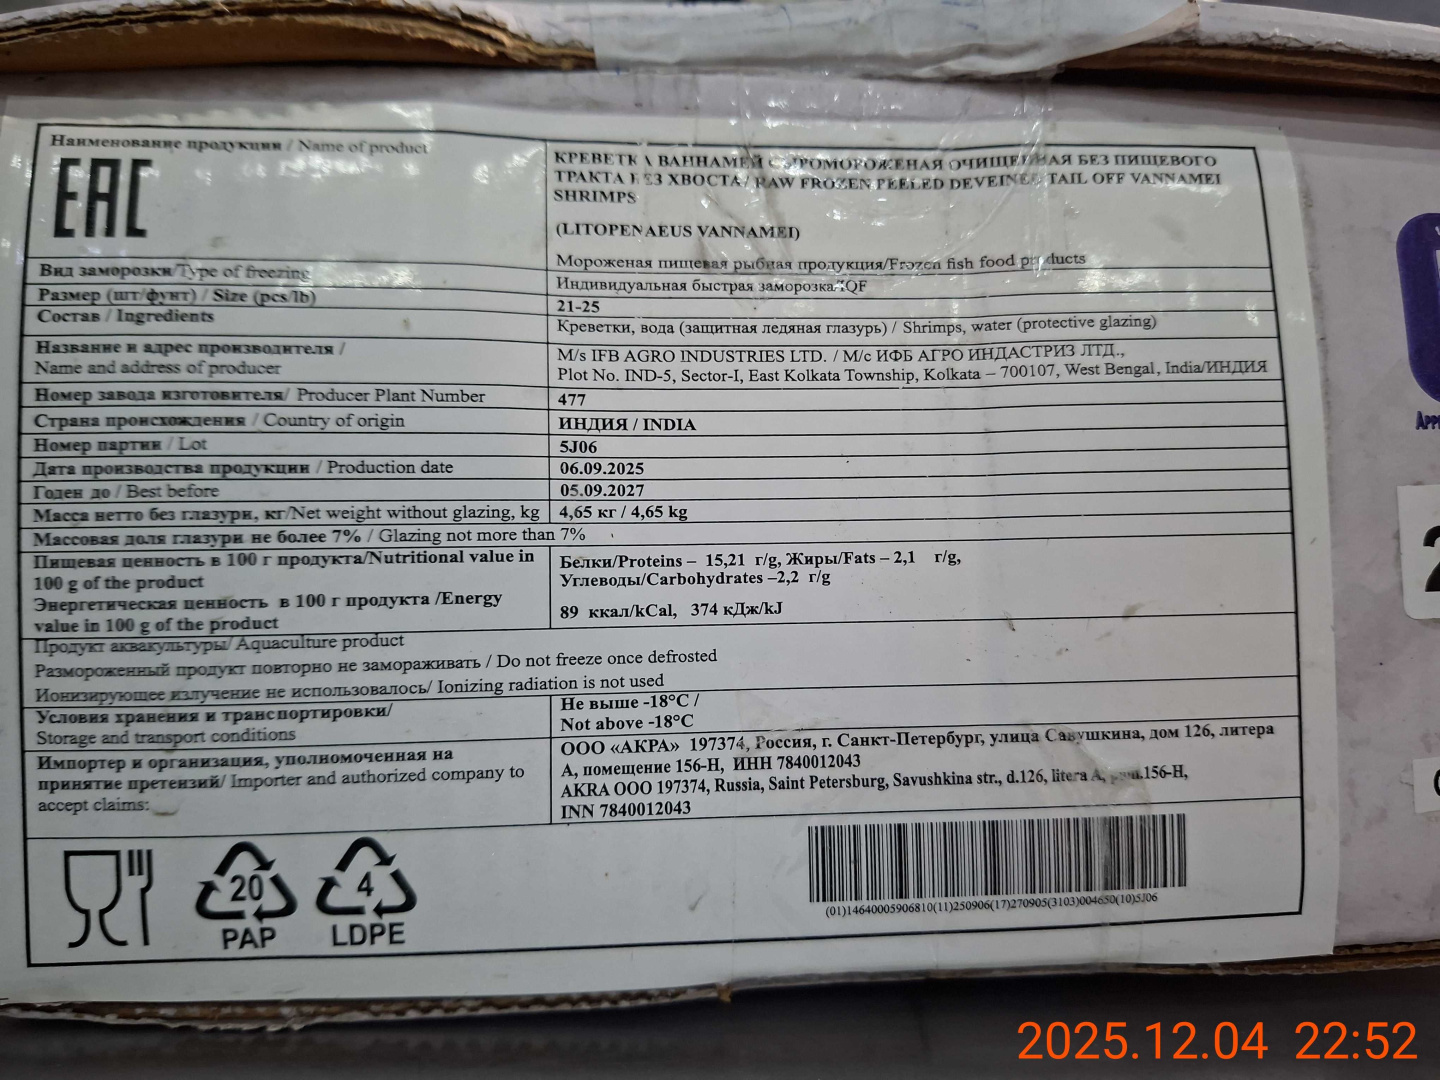 Наименование продукции / Name of product
EAC
КРЕВЕТКА ВАННАМЕЙ СЫРОМОРОЖЕНАЯ ОЧИЩЕННАЯ БЕЗ ПИЩЕВОГО
ТРАКТА БЕЗ ХВОСТА/ RAW FROZEN PEELED DEVEINED TAIL OFF VANNAMEI
SHRIMPS
(LITOPENAEUS VANNAMEI)
Мороженая пищевая рыбная продукция/Frozen fish food products
Вид заморозки/Type of freezing
Индивидуальная быстрая заморозка/IQF
Размер (шт/фунт) / Size (pcs/lb)
21-25
Состав / Ingredients
Креветки, вода (защитная ледяная глазурь) / Shrimps, water (protective glazing)
Название и адрес производителя /
Name and address of producer
M/s IFB AGRO INDUSTRIES LTD. / М/с ИФБ АГРО ИНДАСТРИЗ ЛТД.,
Plot No. IND-5, Sector-I, East Kolkata Township, Kolkata – 700107, West Bengal, India/ИНДИЯ
Номер завода изготовителя/ Producer Plant Number
477
Страна происхождения / Country of origin
ИНДИЯ / INDIA
Номер партии / Lot
5J06
Дата производства продукции / Production date
06.09.2025
Годен до / Best before
05.09.2027
Масса нетто без глазури, кг/Net weight without glazing, kg
4,65 кг / 4,65 kg
Массовая доля глазури не более 7% / Glazing not more than 7%
Пищевая ценность в 100 г продукта/Nutritional value in
100 g of the product
Энергетическая ценность в 100 г продукта /Energy
value in 100 g of the product
Белки/Proteins – 15,21 г/g, Жиры/Fats – 2,1 г/g,
Углеводы/Carbohydrates –2,2 г/g
89 ккал/kCal, 374 кДж/kJ
Продукт аквакультуры/ Aquaculture product
Размороженный продукт повторно не замораживать / Do not freeze once defrosted
Ионизирующее излучение не использовалось/ Ionizing radiation is not used
Условия хранения и транспортировки/
Storage and transport conditions
Не выше -18°C /
Not above -18°C
Импортер и организация, уполномоченная на
принятие претензий/ Importer and authorized company to
accept claims:
ООО «АКРА» 197374, Россия, г. Санкт-Петербург, улица Савушкина, дом 126, литера
А, помещение 156-Н, ИНН 7840012043
AKRA OOO 197374, Russia, Saint Petersburg, Savushkina str., d.126, litera A, 156-H,
INN 7840012043
20
PAP
4
LDPE
(01)14640005906810(11)250906(17)270905(3103)004650(10)5J06
2025.12.04 22:52